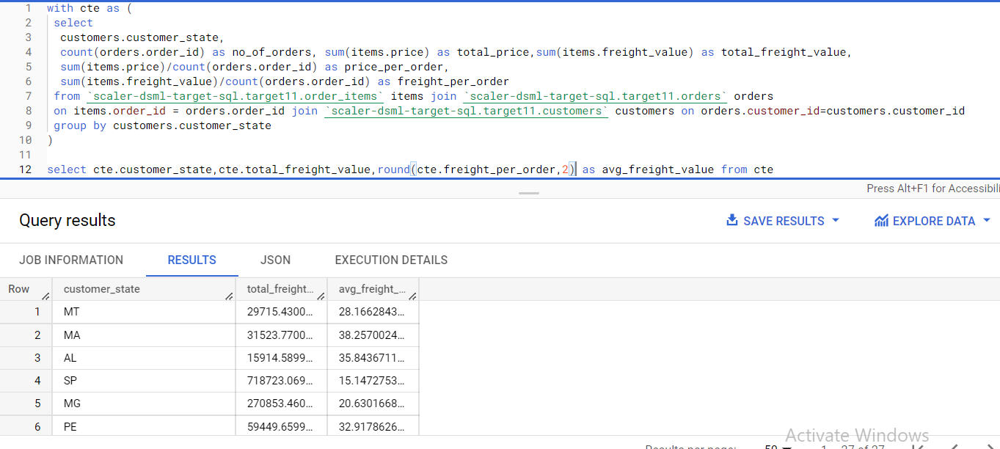 1 with cte as (
2 select
3 customers.customer_state,
4 count(orders.order_id) as no_of_orders, sum(items.price) as total_price,sum(items.freight_value) as total_freight_value,
5 sum(items.price)/count(orders.order_id) as price_per_order,
6 sum(items.freight_value)/count(orders.order_id) as freight_per_order
7 from `scaler-dsml-target-sql.target11.order_items` items join `scaler-dsml-target-sql.target11.orders` orders
8 on items.order_id = orders.order_id join `scaler-dsml-target-sql.target11.customers` customers on orders.customer_id=customers.customer_id
9 group by customers.customer_state
10 )
11
12 select cte.customer_state,cte.total_freight_value,round(cte.freight_per_order,2) as avg_freight_value from cte
Press Alt+F1 for Accessibili
Query results
SAVE RESULTS EXPLORE DATA
JOB INFORMATION RESULTS JSON EXECUTION DETAILS
Row customer_state total_freight... avg_freight_...
1 MT 29715.4300... 28.1662843...
2 MA 31523.7700... 38.2570024...
3 AL 15914.5899... 35.8436711...
4 SP 718723.069... 15.1472753...
5 MG 270853.460... 20.6301668...
6 PE 59449.6599... 32.9178626...
Activate Windows
Results per page: 50 1 – 27 of 27